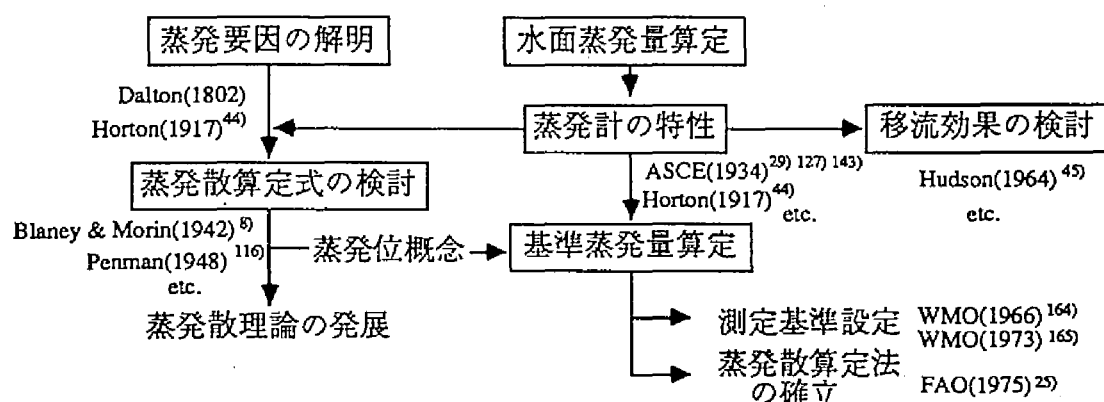 蒸発要因の解明
水面蒸発量算定
Dalton(1802)
Horton(1917)44)
蒸発計の特性
移流効果の検討
ASCE(1934)29) 127) 143)
Horton(1917)44)
etc.
Hudson(1964)45)
etc.
蒸発散算定式の検討
Blaney & Morin(1942)8)
Penman(1948)116)
etc.
蒸発位概念
基準蒸発量算定
蒸発散理論の発展
測定基準設定
WMO(1966)164)
WMO(1973)165)
蒸発散算定法
の確立
FAO(1975)25)